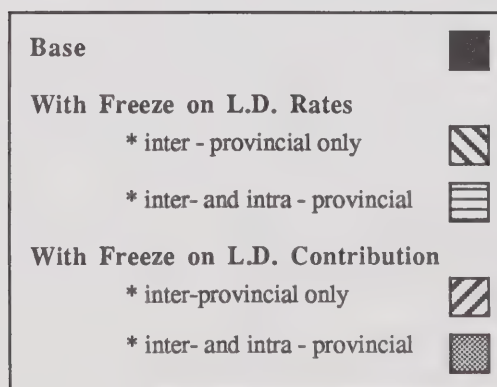 Base
With Freeze on L.D. Rates
* inter - provincial only
* inter- and intra - provincial
With Freeze on L.D. Contribution
* inter-provincial only
* inter- and intra - provincial